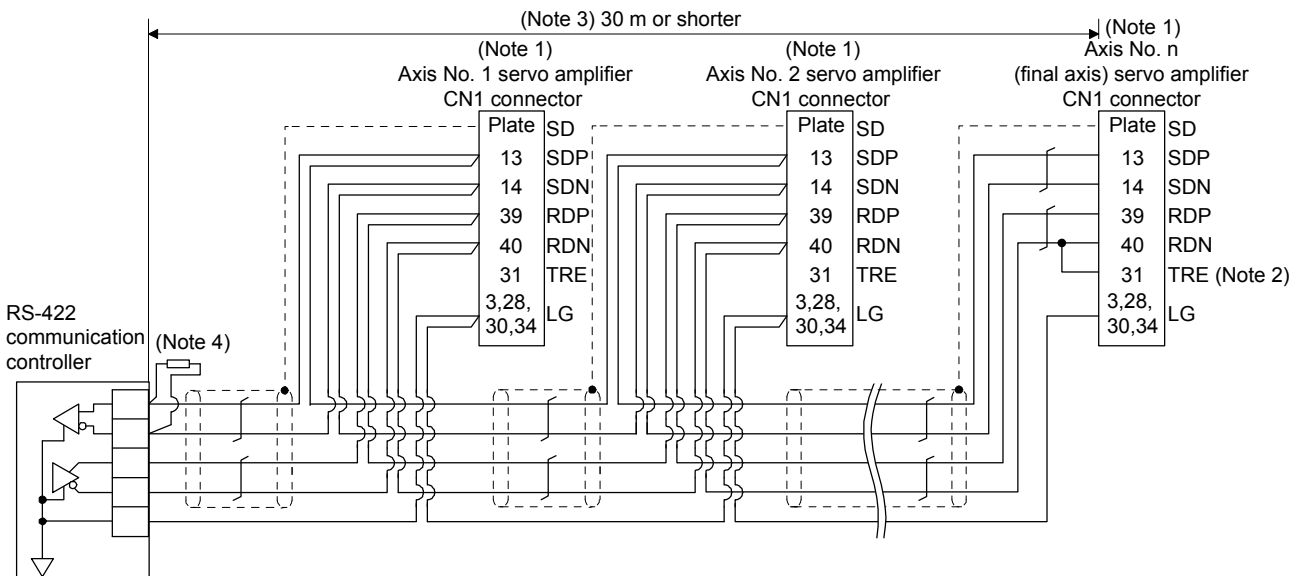 (Note 3) 30 m or shorter
(Note 1)
Axis No. 1 servo amplifier
CN1 connector
Plate SD
13 SDP
14 SDN
39 RDP
40 RDN
31 TRE
3,28,
30,34 LG
(Note 1)
Axis No. 2 servo amplifier
CN1 connector
Plate SD
13 SDP
14 SDN
39 RDP
40 RDN
31 TRE
3,28,
30,34 LG
(Note 1)
Axis No. n
(final axis) servo amplifier
CN1 connector
Plate SD
13 SDP
14 SDN
39 RDP
40 RDN
31 TRE (Note 2)
3,28,
30,34 LG
RS-422
communication
controller
(Note 4)